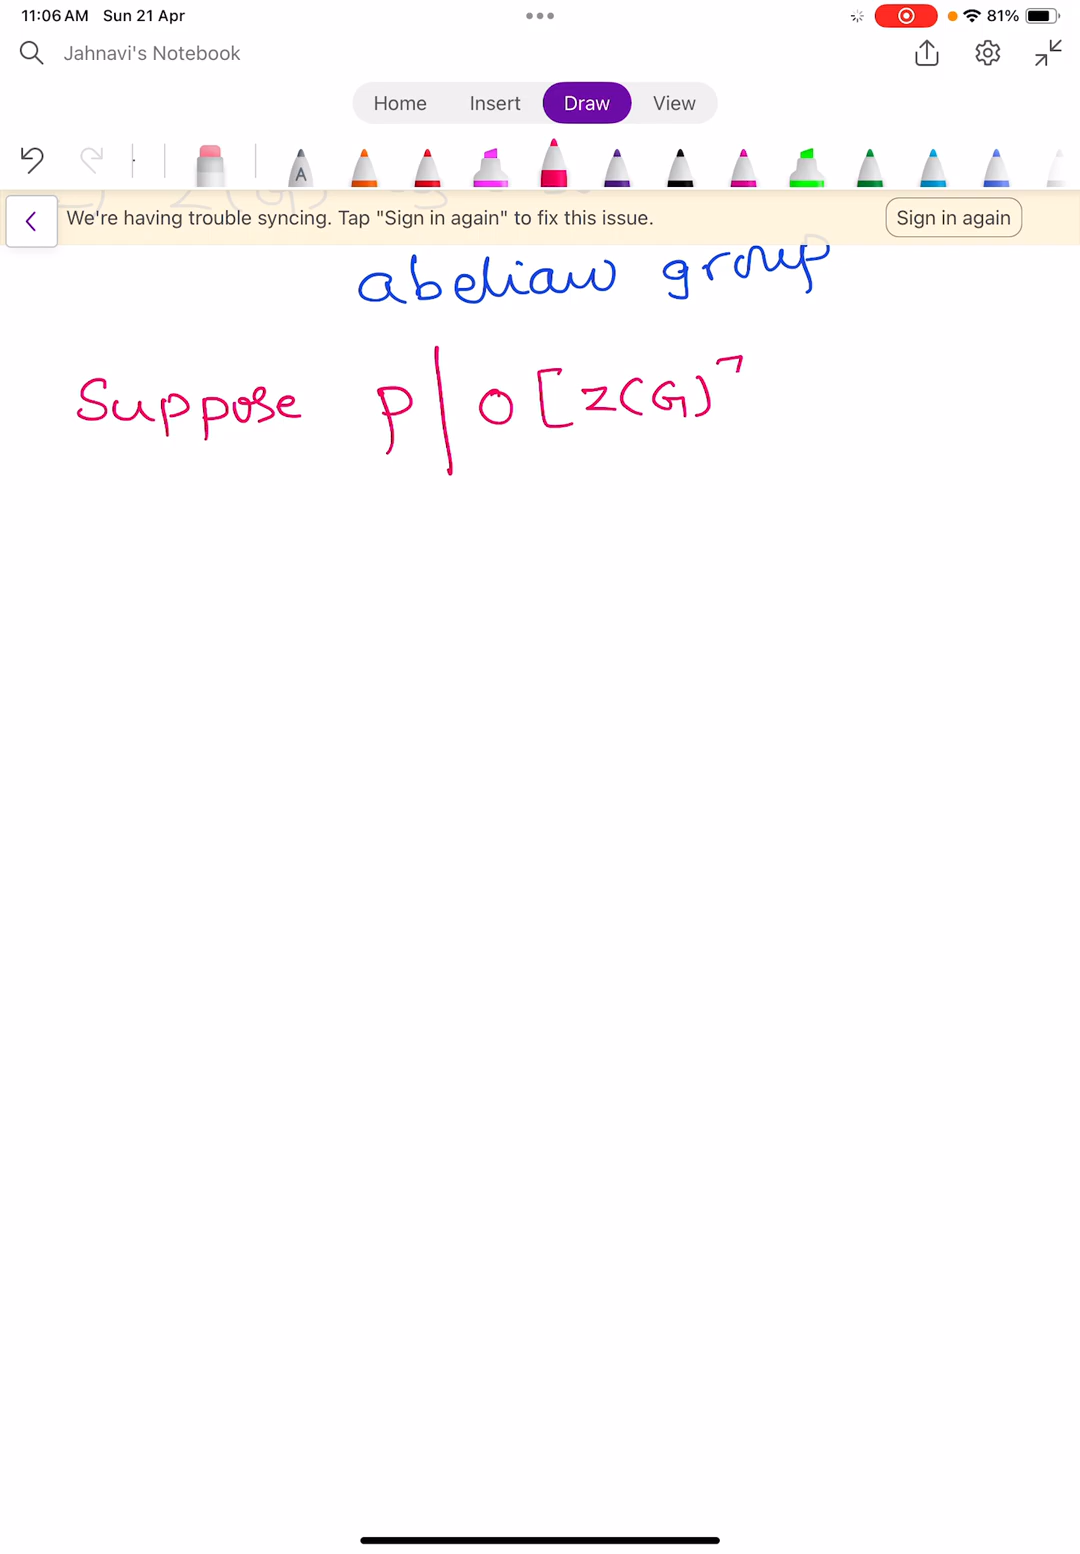 11:06 AM Sun 21 Apr 81%
Jahnavi's Notebook
Home Insert Draw View
A
We're having trouble syncing. Tap "Sign in again" to fix this issue. Sign in again
abelian group
Suppose p | O [Z(G)